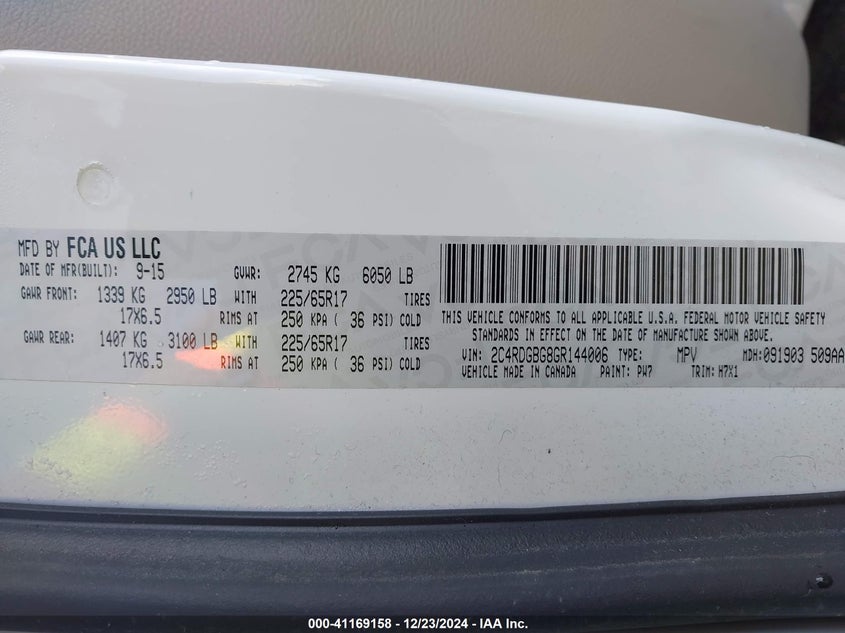 MFD BY FCA US LLC
DATE OF MFR(BUILT): 9-15 GVWR: 2745 KG 6050 LB
GAWR FRONT: 1339 KG 2950 LB WITH 225/65R17 TIRES
17X6.5 RIMS AT 250 KPA ( 36 PSI) COLD
GAWR REAR: 1407 KG 3100 LB WITH 225/65R17 TIRES
17X6.5 RIMS AT 250 KPA ( 36 PSI) COLD
THIS VEHICLE CONFORMS TO ALL APPLICABLE U.S.A. FEDERAL MOTOR VEHICLE SAFETY
STANDARDS IN EFFECT ON THE DATE OF MANUFACTURE SHOWN ABOVE.
VIN: 2C4RDGBG8GR144006 TYPE: MPV MDH:091903 509AA
VEHICLE MADE IN CANADA PAINT: PW7 TRIM: H7X1
000-41169158 - 12/23/2024 - IAA Inc.